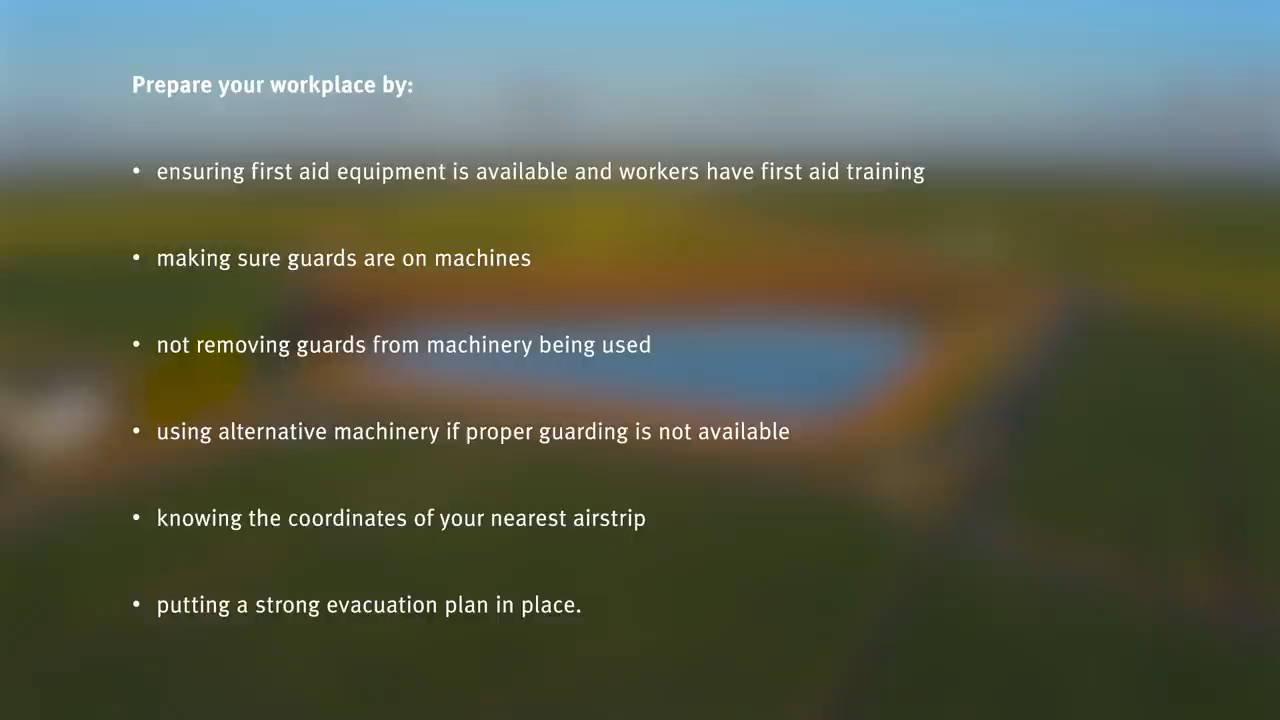 Prepare your workplace by:
• ensuring first aid equipment is available and workers have first aid training
• making sure guards are on machines
• not removing guards from machinery being used
• using alternative machinery if proper guarding is not available
• knowing the coordinates of your nearest airstrip
• putting a strong evacuation plan in place.